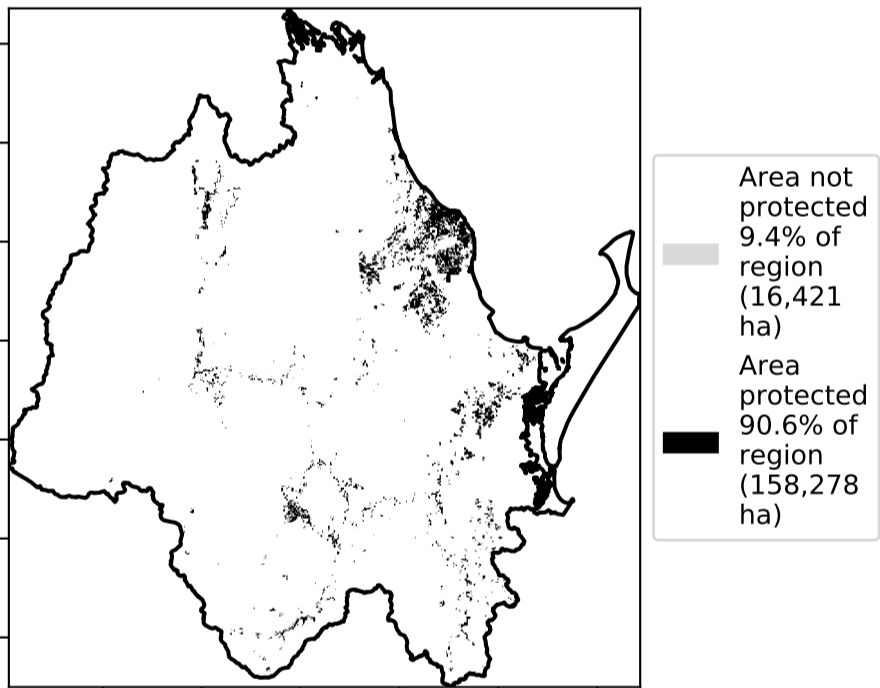 Area not
protected
9.4% of
region
(16,421
ha)
Area
protected
90.6% of
region
(158,278
ha)